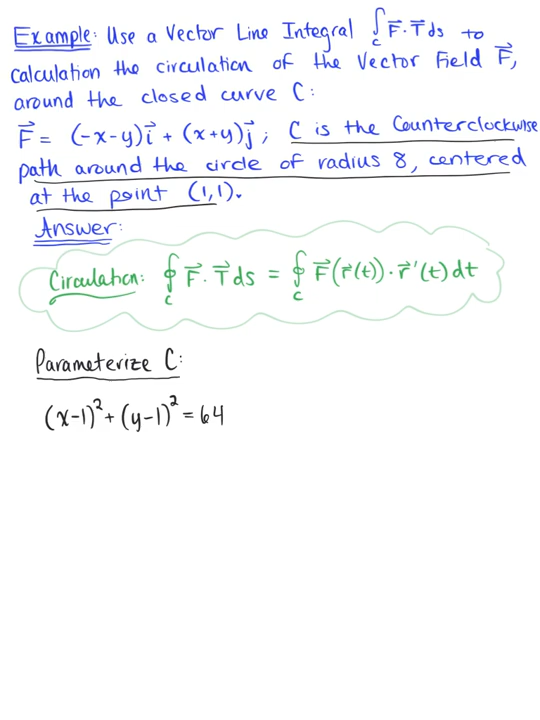 Example: Use a Vector Line Integral ∫_C F⃗·T⃗ ds to
calculation the circulation of the Vector Field F⃗,
around the closed curve C:
F⃗ = (-x-y)i⃗ + (x+y)j⃗; C is the Counterclockwise
path around the circle of radius 8, centered
at the point (1,1).
Answer:
Circulation: ∮_C F⃗·T⃗ ds = ∮_C F⃗(r⃗(t))·r⃗'(t)dt
Parameterize C:
(x-1)² + (y-1)² = 64